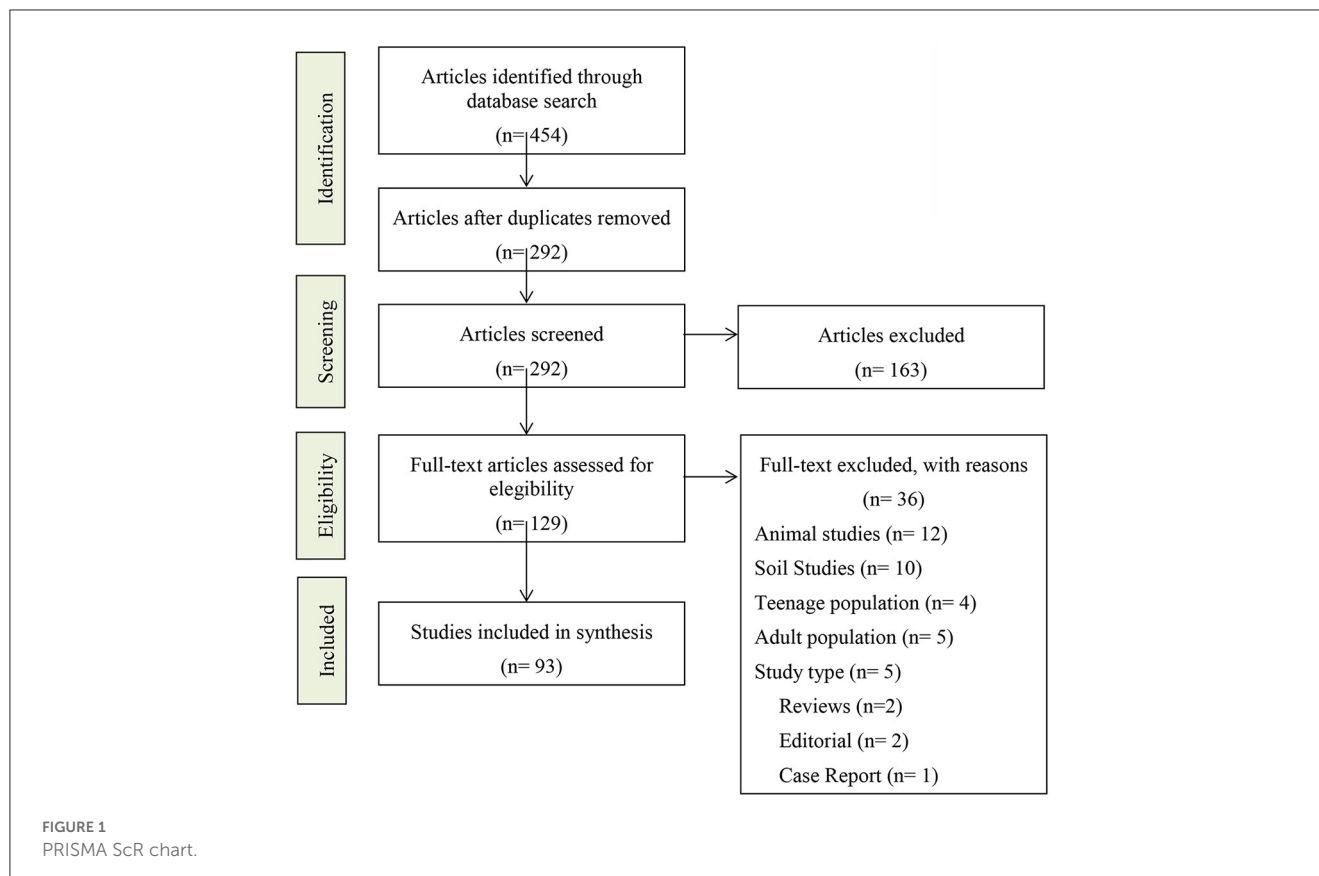 Identification
Articles identified through
database search
(n= 454)
Articles after duplicates removed
(n= 292)
Screening
Articles screened
(n= 292)
Articles excluded
(n= 163)
Eligibility
Full-text articles assessed for
elegibility
(n= 129)
Full-text excluded, with reasons
(n= 36)
Animal studies (n= 12)
Soil Studies (n= 10)
Teenage population (n= 4)
Adult population (n= 5)
Study type (n= 5)
Reviews (n=2)
Editorial (n= 2)
Case Report (n= 1)
Included
Studies included in synthesis
(n= 93)
FIGURE 1
PRISMA ScR chart.